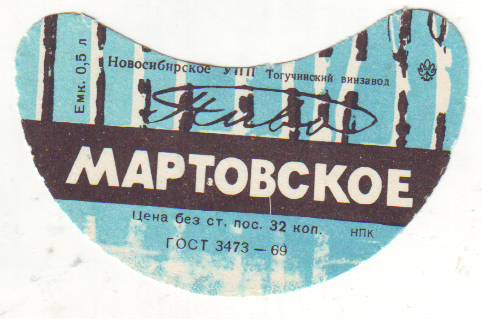 Емк. 0,5 л
Новосибирское УПП Тогучинский винзавод
Пиво
МАРТОВСКОЕ
Цена без ст. пос. 32 коп. НПК
ГОСТ 3473 — 69